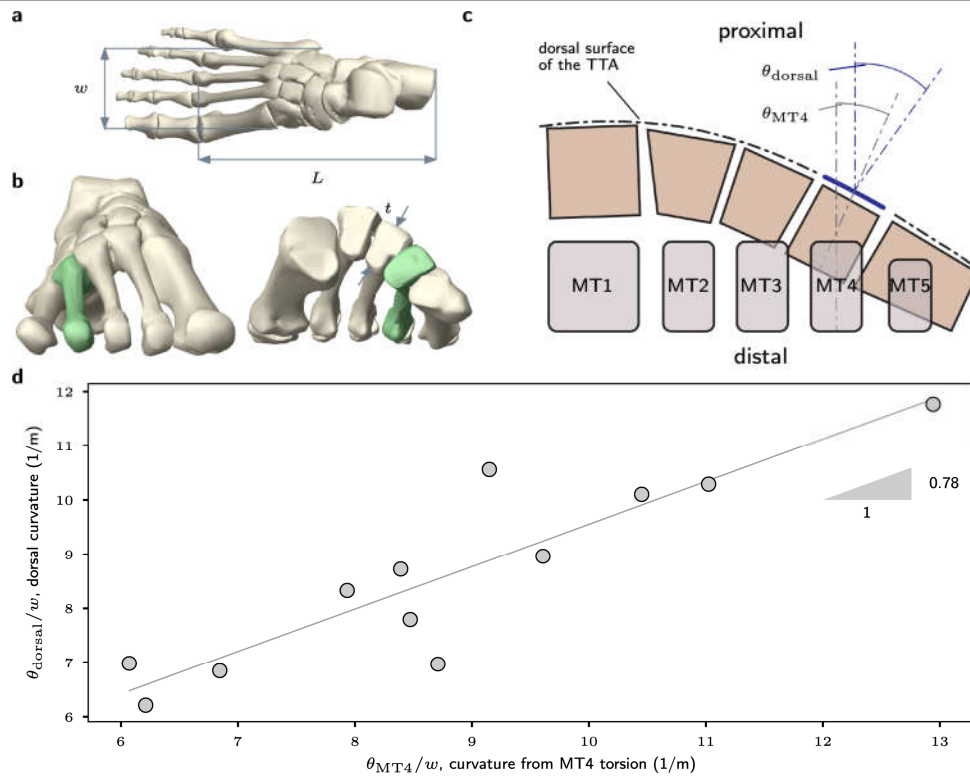 a
w
L
b
t
c
proximal
dorsal surface
of the TTA
θdorsal
θMT4
MT1
MT2
MT3
MT4
MT5
distal
d
12
11
10
9
8
7
6
θdorsal/w, dorsal curvature (1/m)
0.78
1
6
7
8
9
10
11
12
13
θMT4/w, curvature from MT4 torsion (1/m)